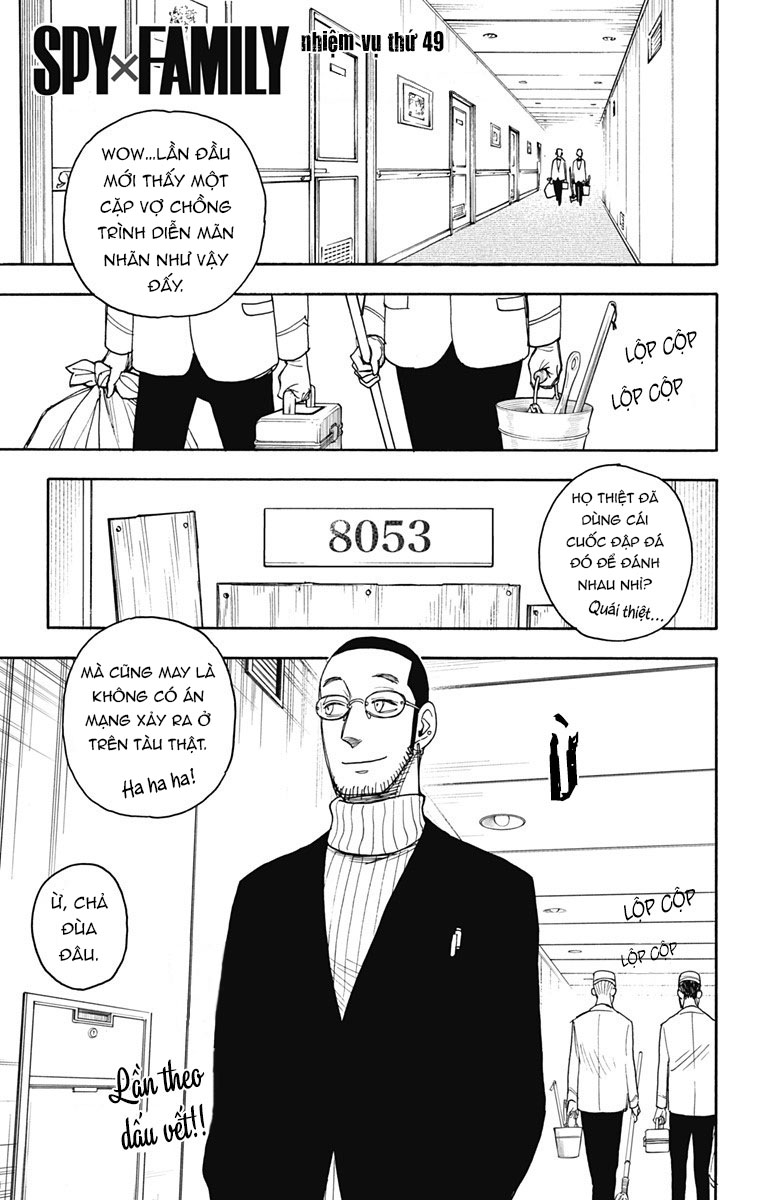 SPY×FAMILY nhiệm vụ thứ 49
WOW...LẦN ĐẦU
MỚI THẤY MỘT
CẶP VỢ CHỒNG
TRÌNH DIỄN MĂN
NHÃN NHƯ VẬY
ĐẤY.
LỘP CỘP
LỘP CỘP
8053
HỌ THIỆT ĐÃ
DÙNG CÁI
CUỐC ĐẬP ĐÁ
ĐÓ ĐỂ ĐÁNH
NHAU NHỈ?
Quái thiệt...
MÀ CŨNG MAY LÀ
KHÔNG CÓ ÁN
MẠNG XẢY RA Ở
TRÊN TÀU THẬT.
Ha ha ha!
Ừ
Ừ, CHẢ
ĐÙA
ĐÂU.
LỘP CỘP
LỘP CỘP
Lần theo
dấu vết!!